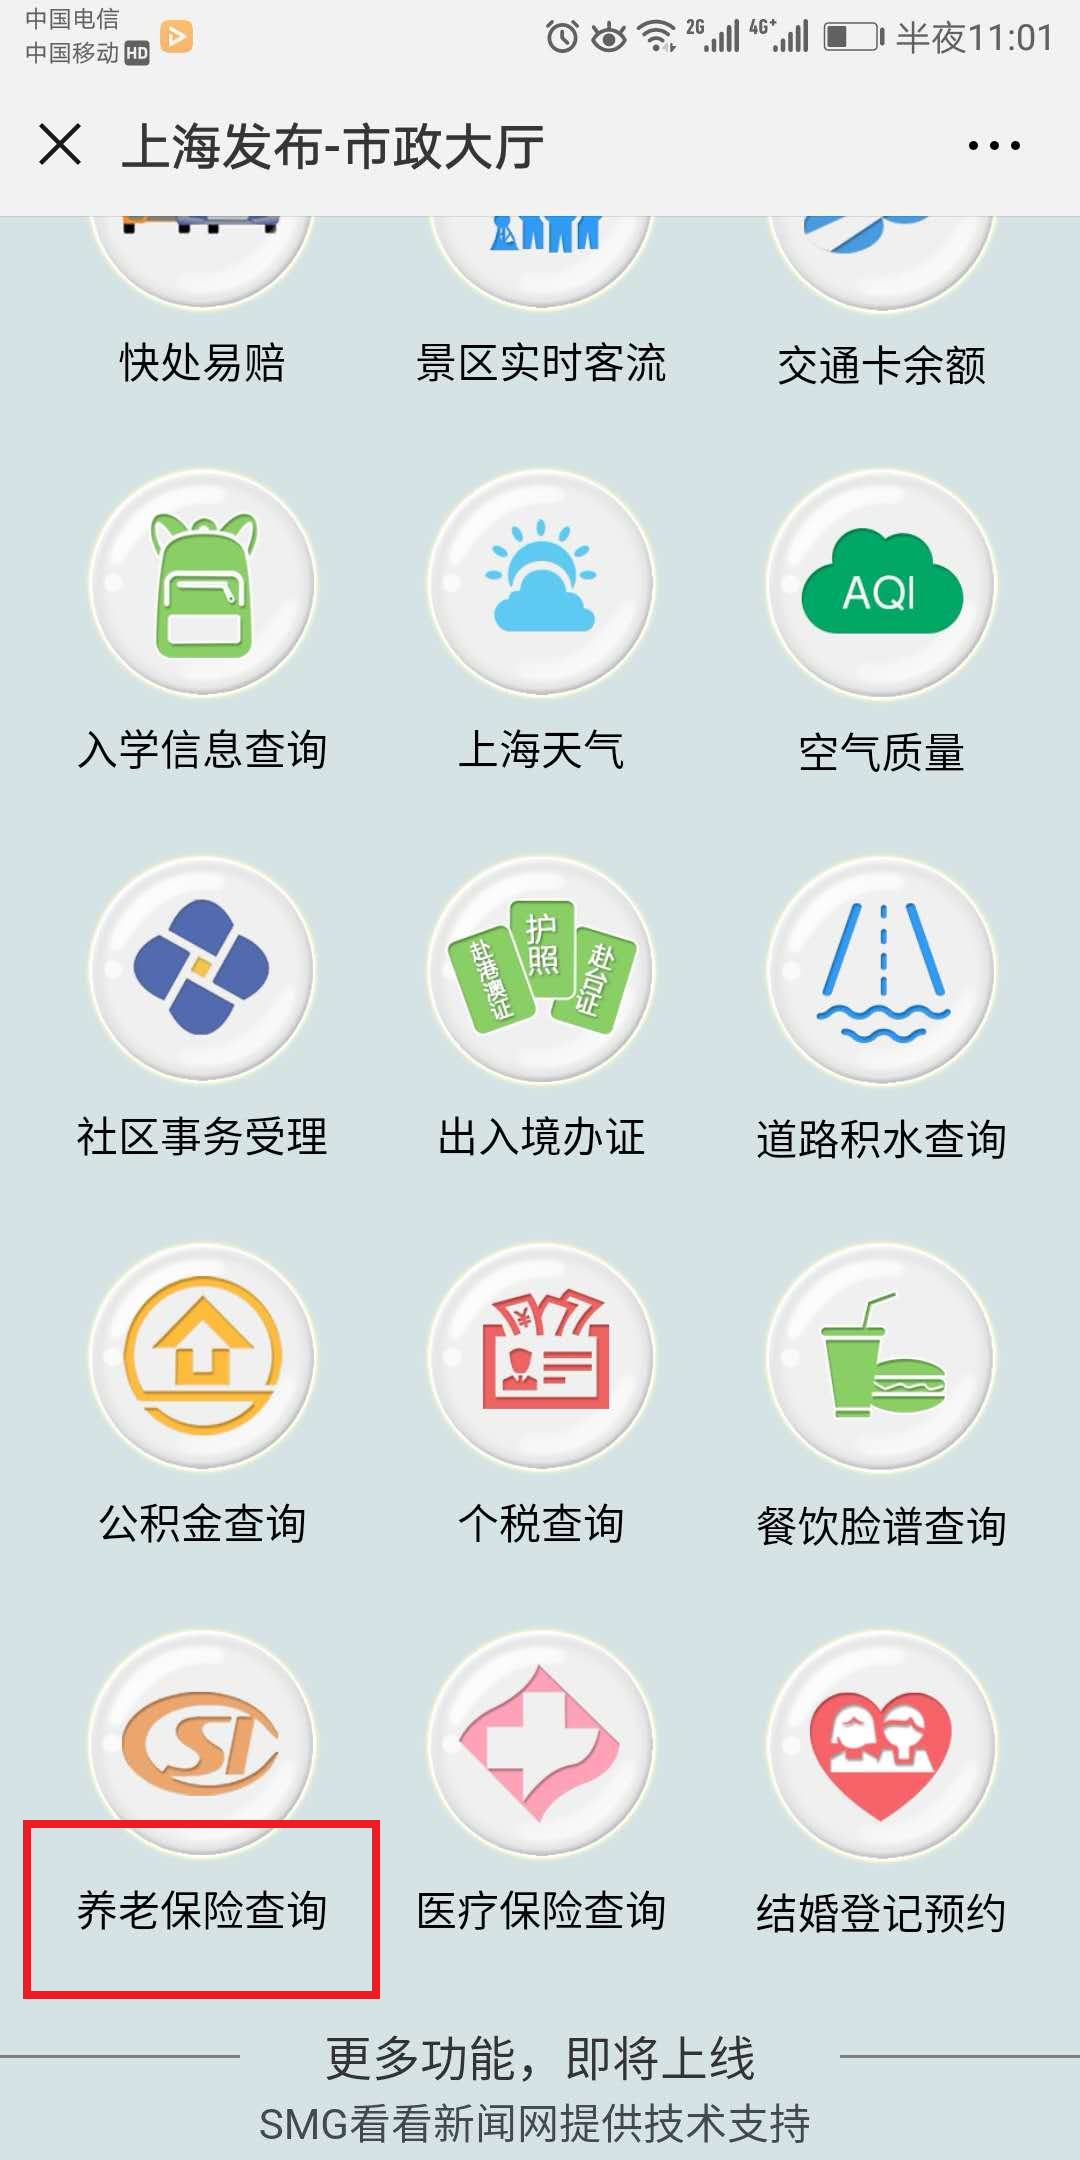 中国电信
中国移动 HD
2G 4G+ 半夜11:01
上海发布-市政大厅
快处易赔 景区实时客流 交通卡余额
AQI
入学信息查询 上海天气 空气质量
赴港澳证 护照 赴台证
社区事务受理 出入境办证 道路积水查询
¥
公积金查询 个税查询 餐饮脸谱查询
SI
养老保险查询 医疗保险查询 结婚登记预约
更多功能，即将上线
SMG看看新闻网提供技术支持